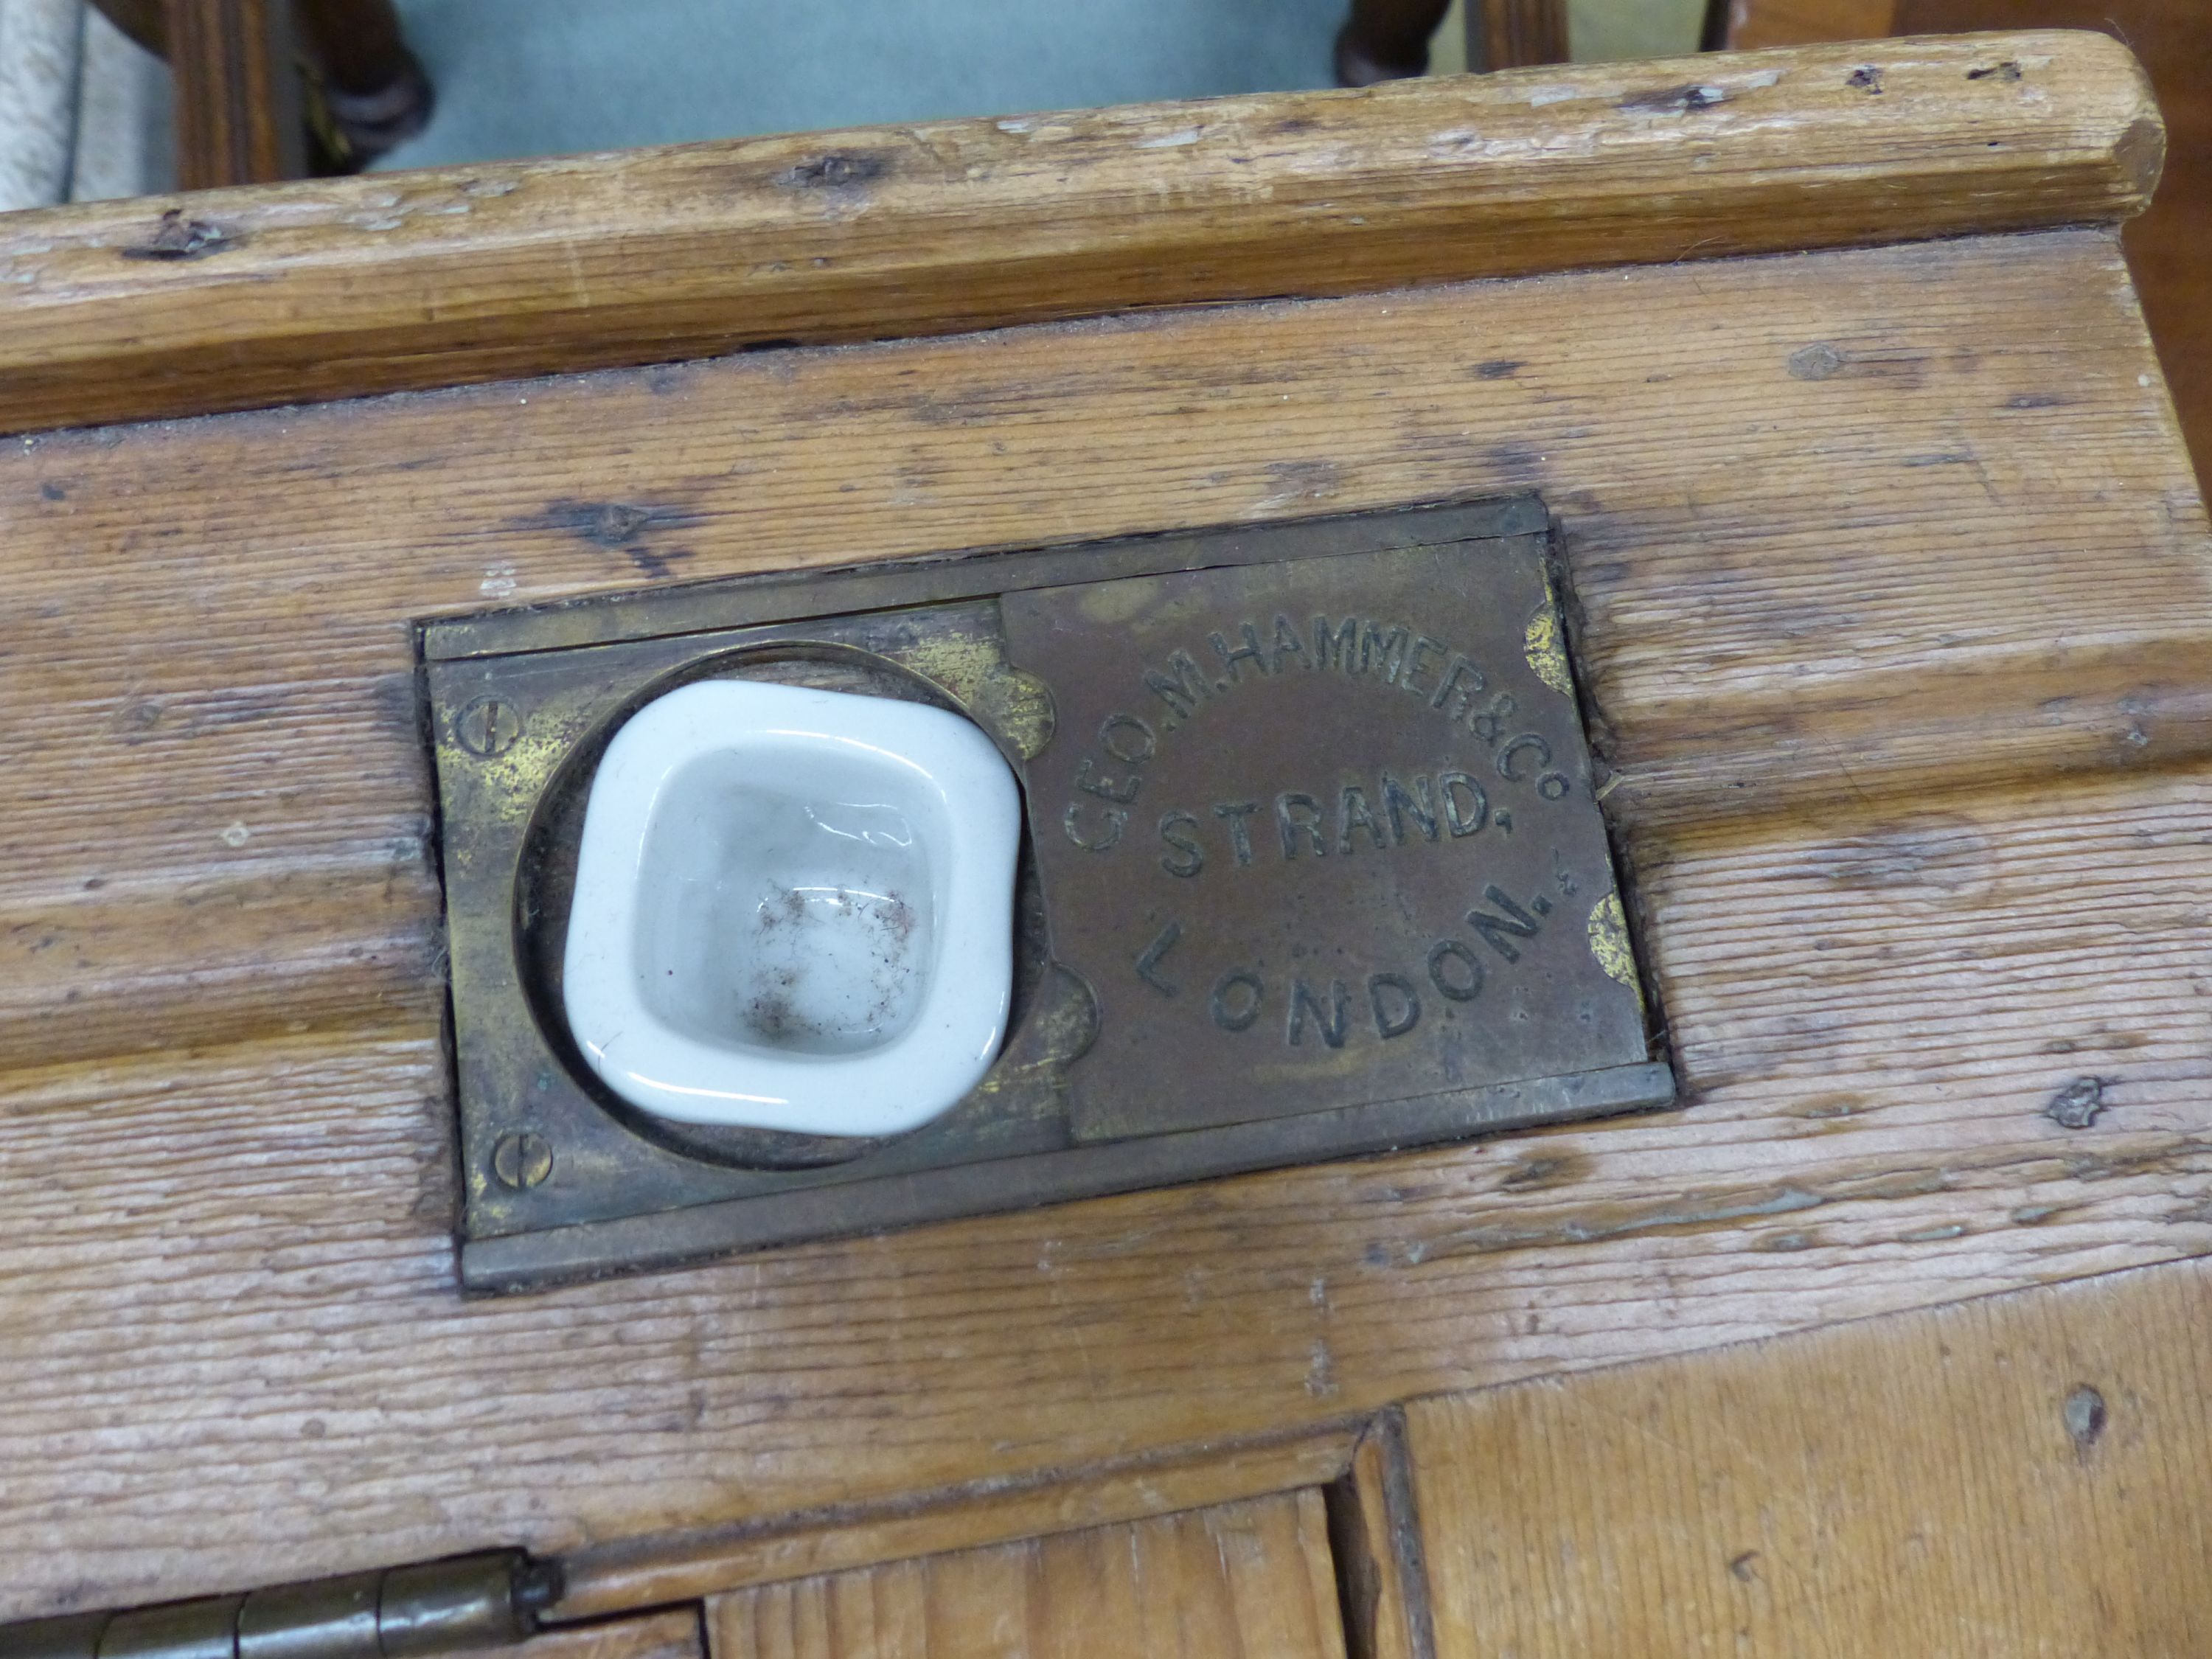 GEO. M. HAMMER & Co
STRAND,
LONDON.